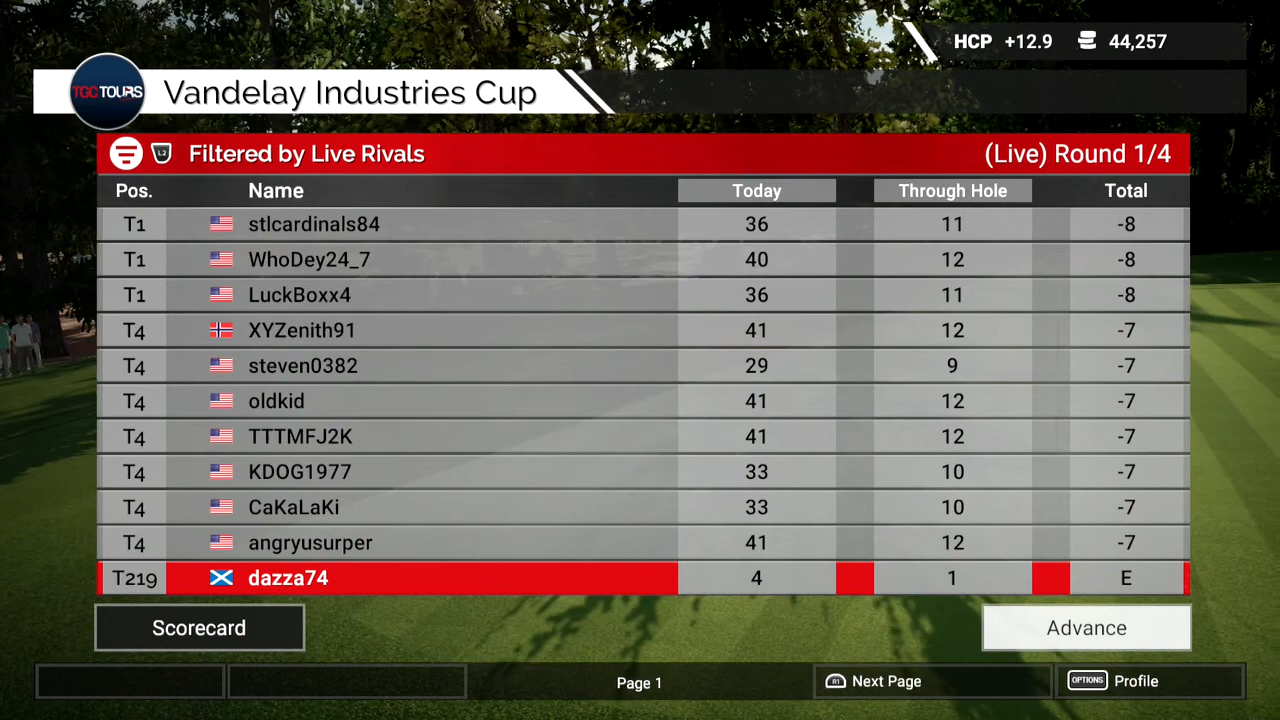 HCP +12.9 44,257
TGCTOURS Vandelay Industries Cup
L2 Filtered by Live Rivals (Live) Round 1/4
Pos. Name Today Through Hole Total
T1 stlcardinals84 36 11 -8
T1 WhoDey24_7 40 12 -8
T1 LuckBoxx4 36 11 -8
T4 XYZenith91 41 12 -7
T4 steven0382 29 9 -7
T4 oldkid 41 12 -7
T4 TTTMFJ2K 41 12 -7
T4 KDOG1977 33 10 -7
T4 CaKaLaKi 33 10 -7
T4 angryusurper 41 12 -7
T219 dazza74 4 1 E
Scorecard Advance
Page 1 R1 Next Page OPTIONS Profile